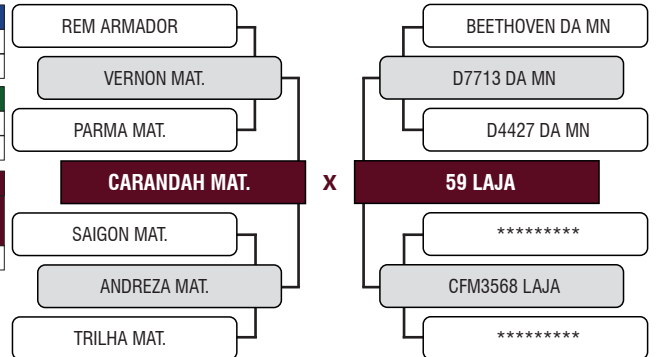 REM ARMADOR
VERNON MAT.
PARMA MAT.
CARANDAH MAT.
SAIGON MAT.
ANDREZA MAT.
TRILHA MAT.
X
BEETHOVEN DA MN
D7713 DA MN
D4427 DA MN
59 LAJA
*********
CFM3568 LAJA
*********